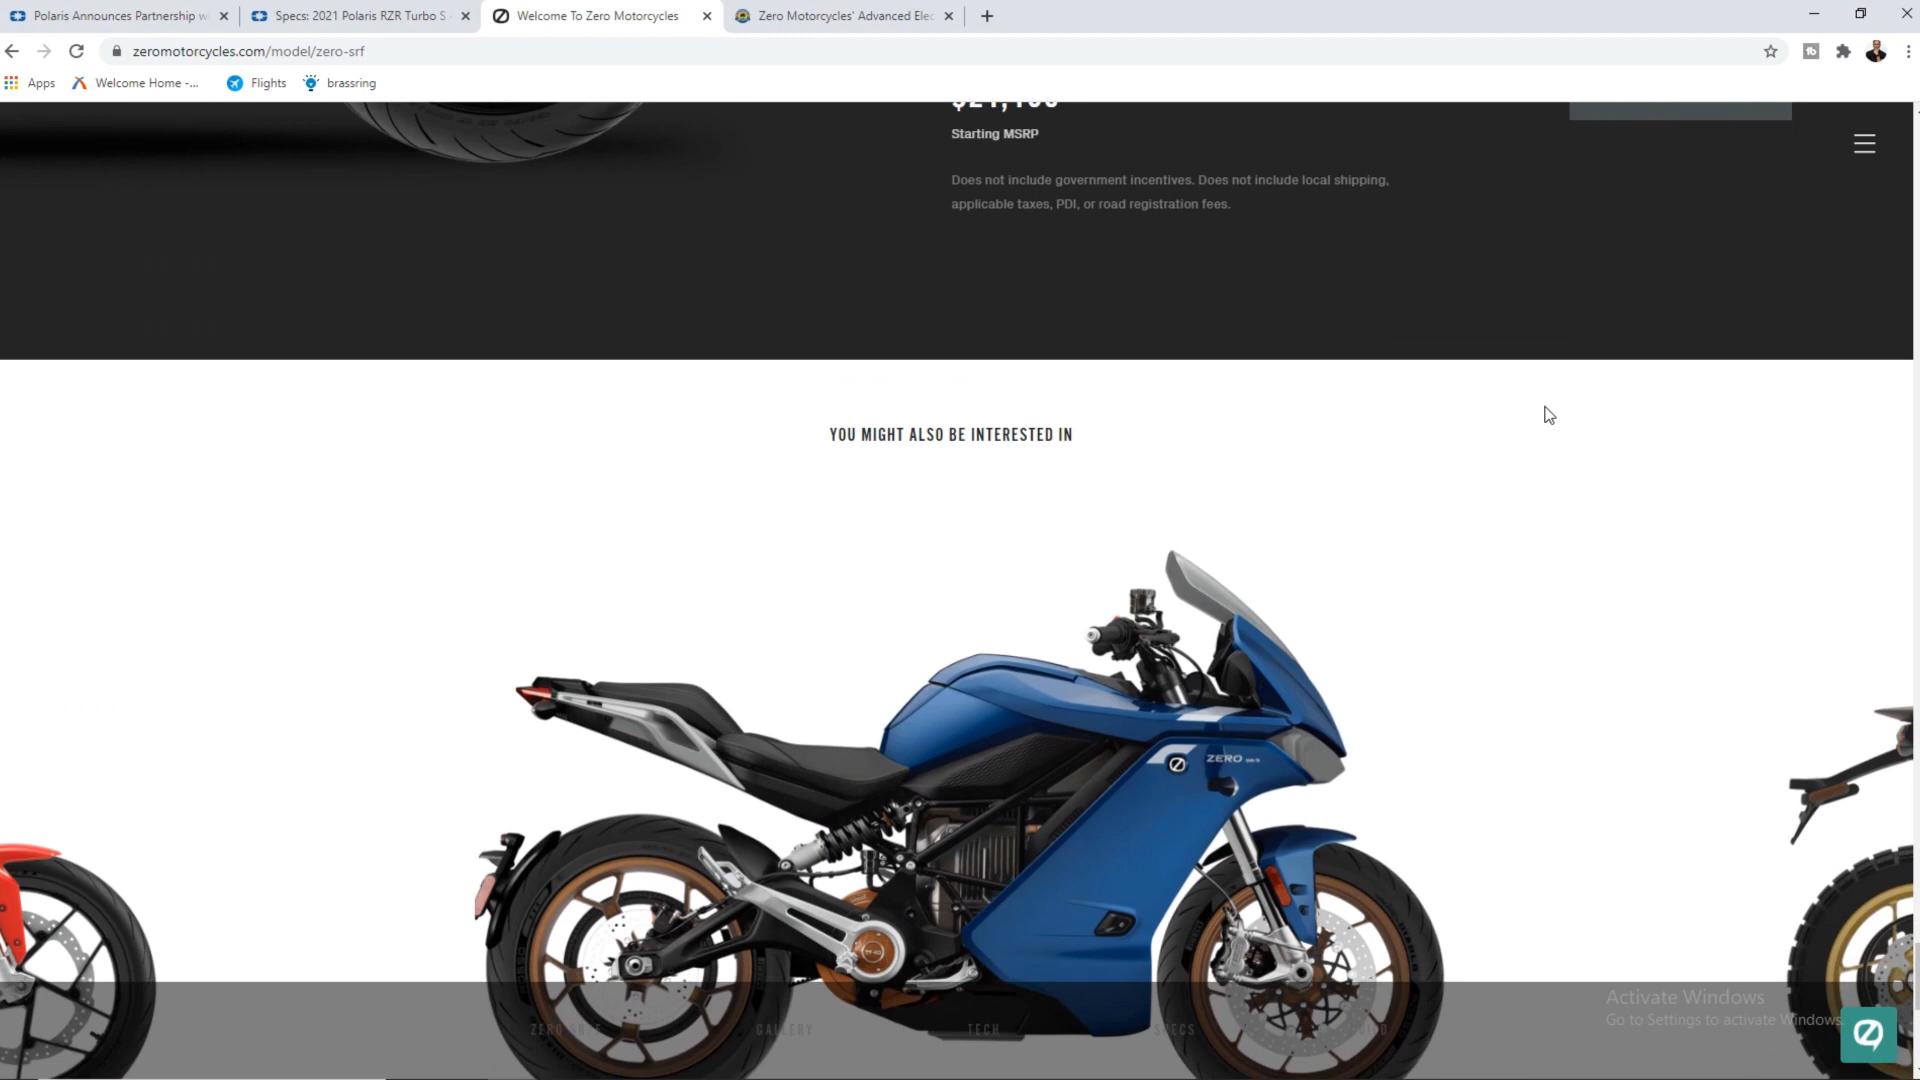 Polaris Announces Partnership w
Specs: 2021 Polaris RZR Turbo S
Welcome To Zero Motorcycles
Zero Motorcycles' Advanced Elec
zeromotorcycles.com/model/zero-srf
Apps
Welcome Home -...
Flights
brassring
Starting MSRP
Does not include government incentives. Does not include local shipping,
applicable taxes, PDI, or road registration fees.
YOU MIGHT ALSO BE INTERESTED IN
ZERO
Activate Windows
Go to Settings to activate Windows.
GALLERY
TECH
SPECS